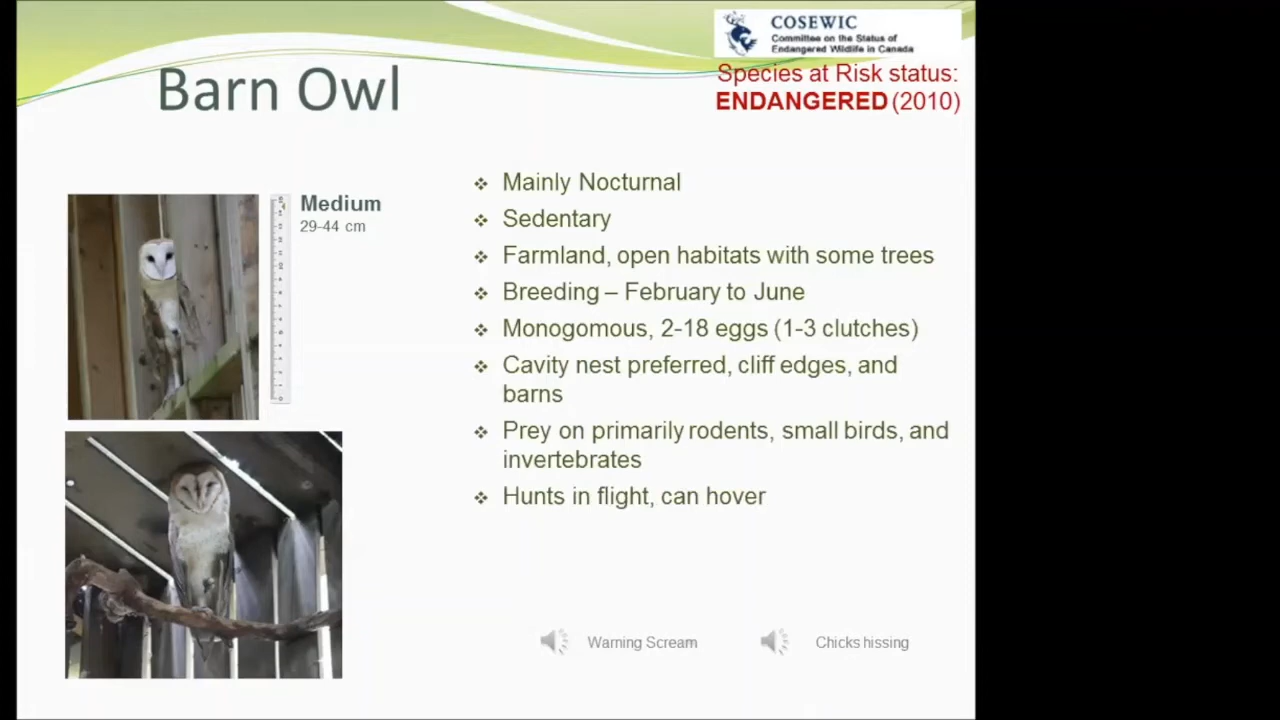 COSEWIC
Committee on the Status of
Endangered Wildlife in Canada
Species at Risk status:
ENDANGERED (2010)
Barn Owl
Medium
29-44 cm
Mainly Nocturnal
Sedentary
Farmland, open habitats with some trees
Breeding – February to June
Monogomous, 2-18 eggs (1-3 clutches)
Cavity nest preferred, cliff edges, and
barns
Prey on primarily rodents, small birds, and
invertebrates
Hunts in flight, can hover
Warning Scream
Chicks hissing